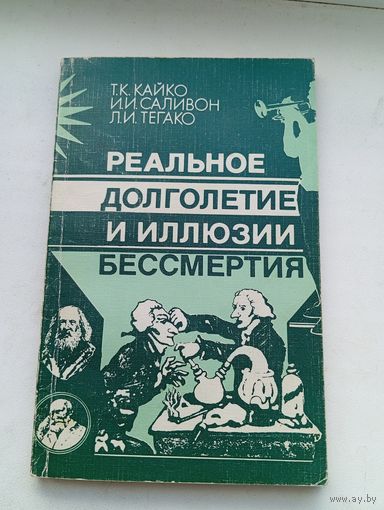 Т.К. КАЙКО
И.И. САЛИВОН
Л.И. ТЕГАКО
РЕАЛЬНОЕ
ДОЛГОЛЕТИЕ
И ИЛЛЮЗИИ
БЕССМЕРТИЯ
www.ay.by